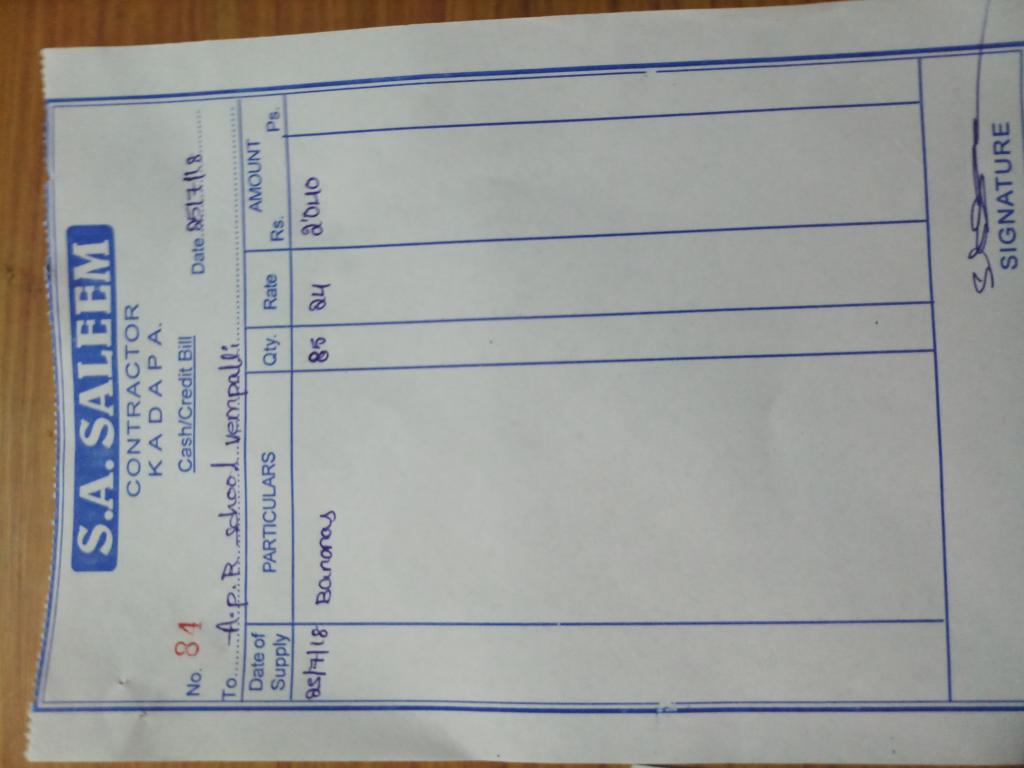 S.A. SALEEM
CONTRACTOR
KADAPA.
Cash/Credit Bill
No. 84 Date 25/7/18
To A.P.R. school vempalli
Date of Supply PARTICULARS Qty. Rate AMOUNT Rs. Ps.
25/7/18 Bananas 85 24 2040
SIGNATURE